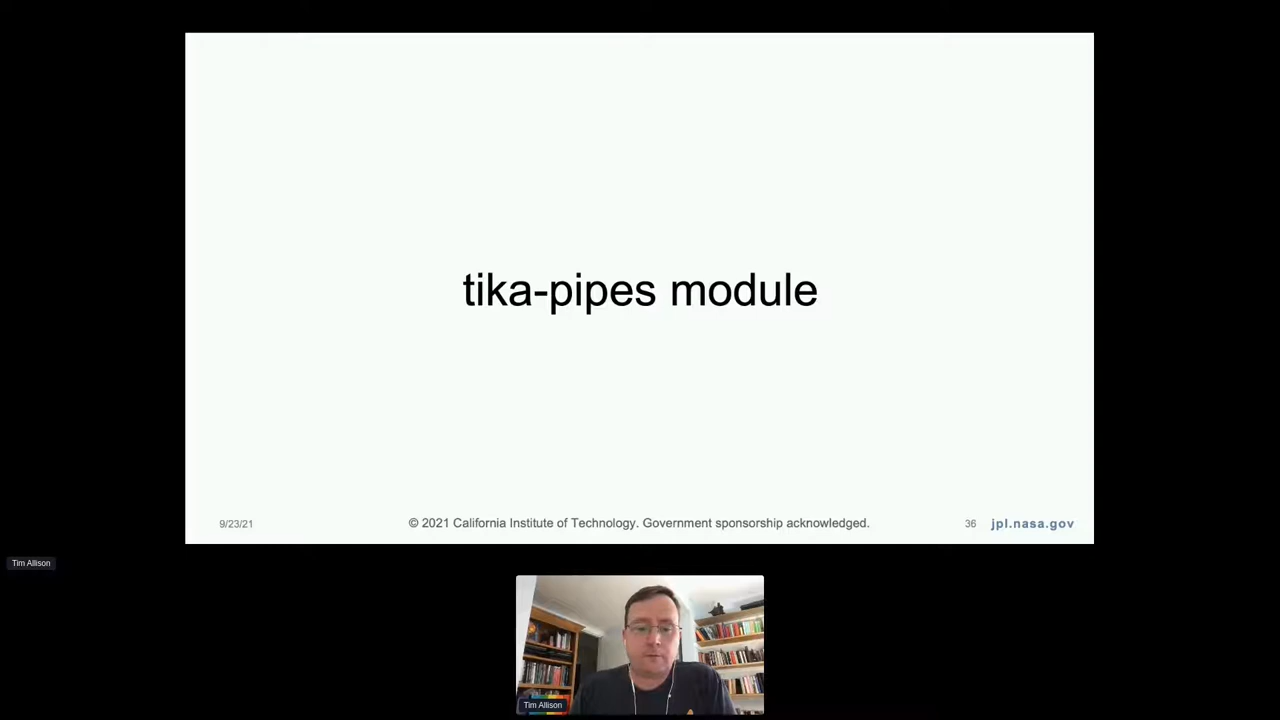 tika-pipes module
9/23/21
© 2021 California Institute of Technology. Government sponsorship acknowledged.
36
jpl.nasa.gov
Tim Allison
Tim Allison